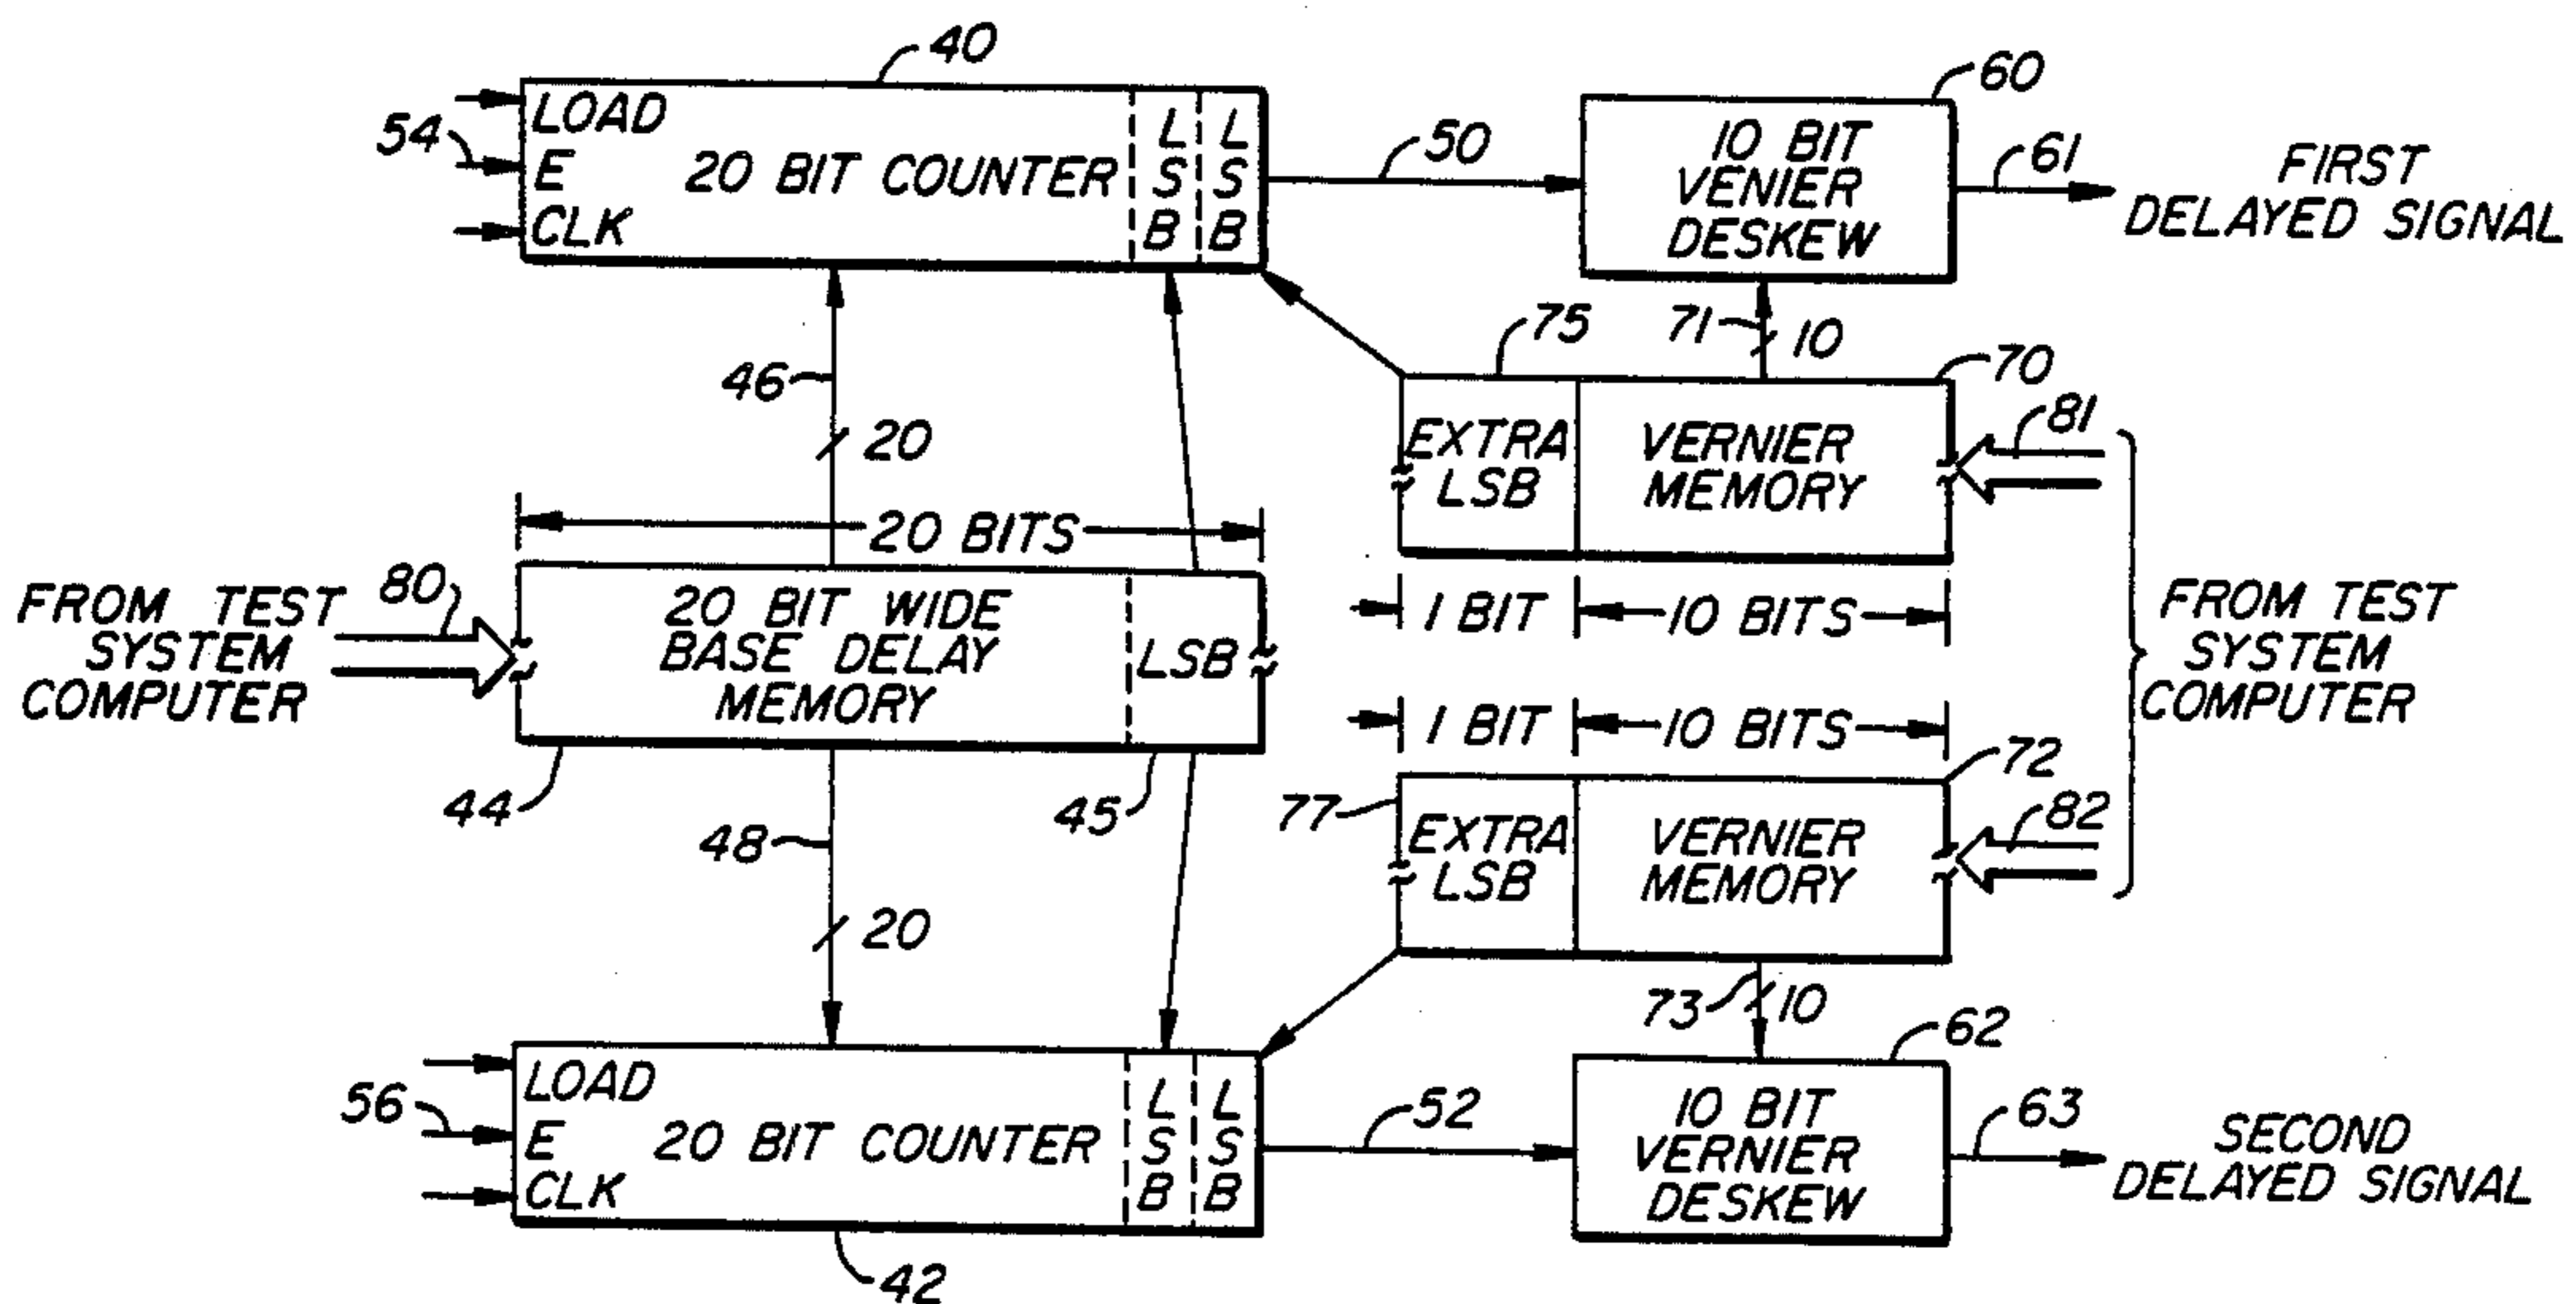 40
LOAD
54
E
CLK
20 BIT COUNTER
LSB
LSB
50
60
10 BIT
VENIER
DESKEW
61
FIRST
DELAYED SIGNAL
46
20
71
10
75
70
EXTRA
LSB
VERNIER
MEMORY
81
20 BITS
1 BIT
10 BITS
FROM TEST
SYSTEM
COMPUTER
80
20 BIT WIDE
BASE DELAY
MEMORY
LSB
44
45
FROM TEST
SYSTEM
COMPUTER
1 BIT
10 BITS
72
77
EXTRA
LSB
VERNIER
MEMORY
82
48
20
73
10
62
LOAD
56
E
CLK
20 BIT COUNTER
LSB
LSB
42
52
10 BIT
VERNIER
DESKEW
63
SECOND
DELAYED SIGNAL